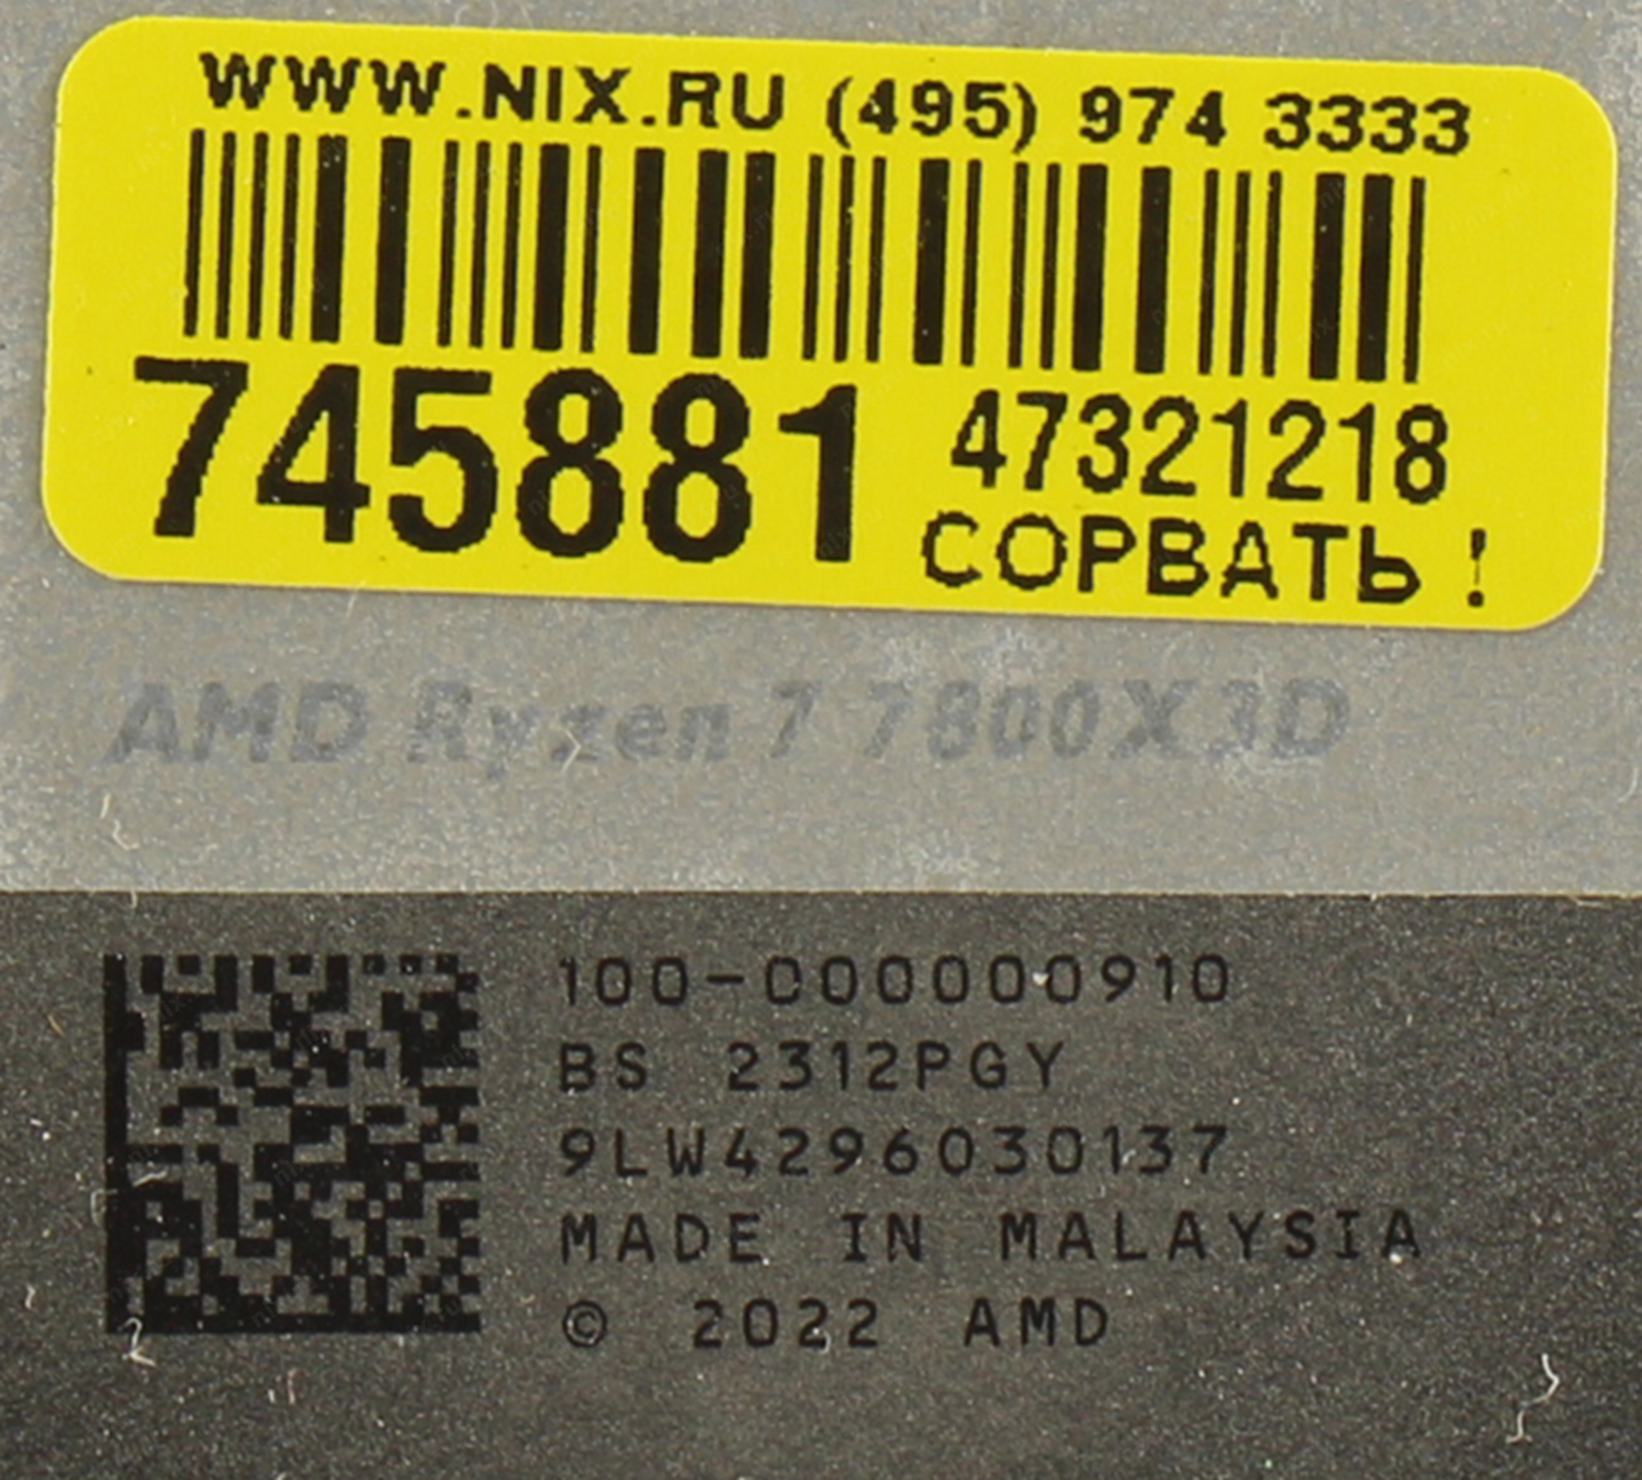 WWW.NIX.RU (495) 974 3333
745881 47321218
СОРВАТЬ !
AMD Ryzen 7 7800X3D
100-000000910
BS 2312PGY
9LW4296030137
MADE IN MALAYSIA
© 2022 AMD